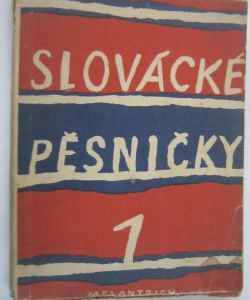 SLOVÁCKÉ
PĚSNIČKY
1
MELANTRICH